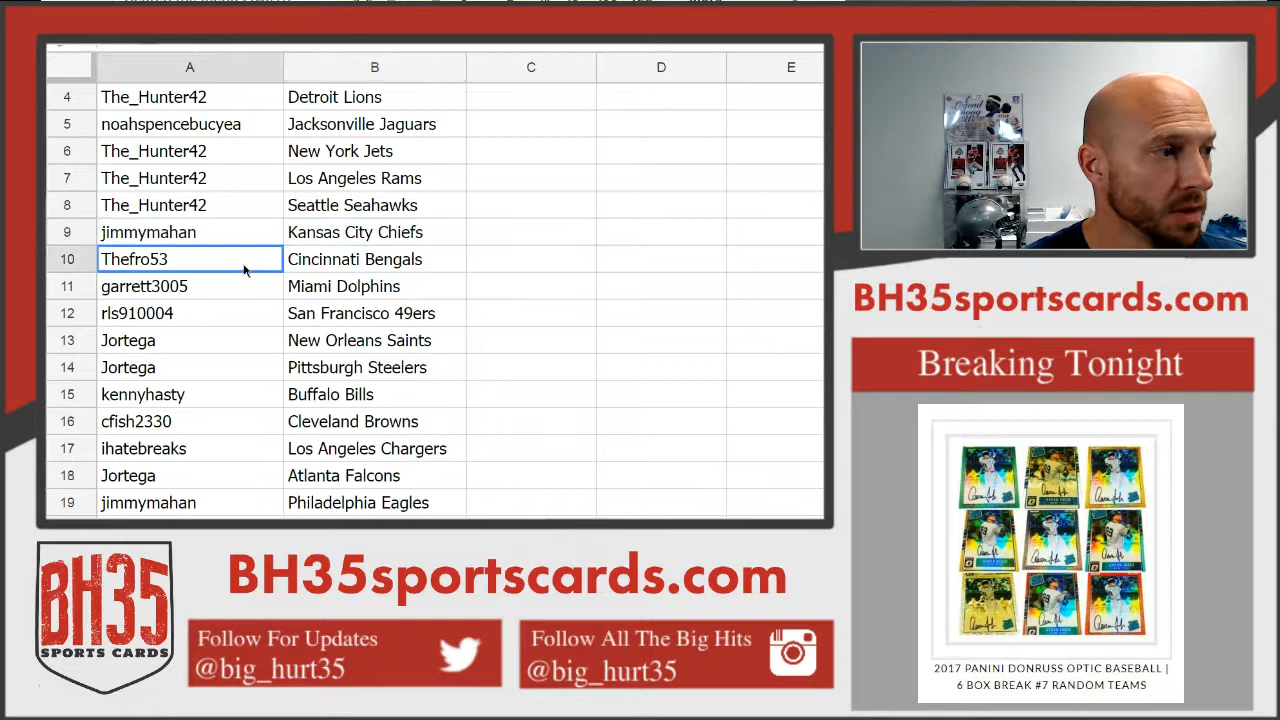 A B C D E
4 The_Hunter42 Detroit Lions
5 noahspencebucyea Jacksonville Jaguars
6 The_Hunter42 New York Jets
7 The_Hunter42 Los Angeles Rams
8 The_Hunter42 Seattle Seahawks
9 jimmymahan Kansas City Chiefs
10 Thefro53 Cincinnati Bengals
11 garrett3005 Miami Dolphins
12 rls910004 San Francisco 49ers
13 Jortega New Orleans Saints
14 Jortega Pittsburgh Steelers
15 kennyhasty Buffalo Bills
16 cfish2330 Cleveland Browns
17 ihatebreaks Los Angeles Chargers
18 Jortega Atlanta Falcons
19 jimmymahan Philadelphia Eagles
BH35sportscards.com
Breaking Tonight
2017 PANINI DONRUSS OPTIC BASEBALL |
6 BOX BREAK #7 RANDOM TEAMS
BH35
SPORTS CARDS
BH35sportscards.com
Follow For Updates
@big_hurt35
Follow All The Big Hits
@big_hurt35